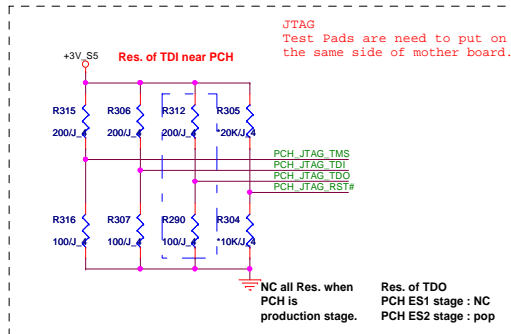 JTAG
Test Pads are need to put on
the same side of mother board.
+3V_S5
Res. of TDI near PCH
R315
R306
R312
R305
200/J_4
200/J_4
200/J_4
*20K/J_4
PCH_JTAG_TMS
PCH_JTAG_TDI
PCH_JTAG_TDO
PCH_JTAG_RST#
R316
R307
R290
R304
100/J_4
100/J_4
100/J_4
*10K/J_4
NC all Res. when
PCH is
production stage.
Res. of TDO
PCH ES1 stage : NC
PCH ES2 stage : pop